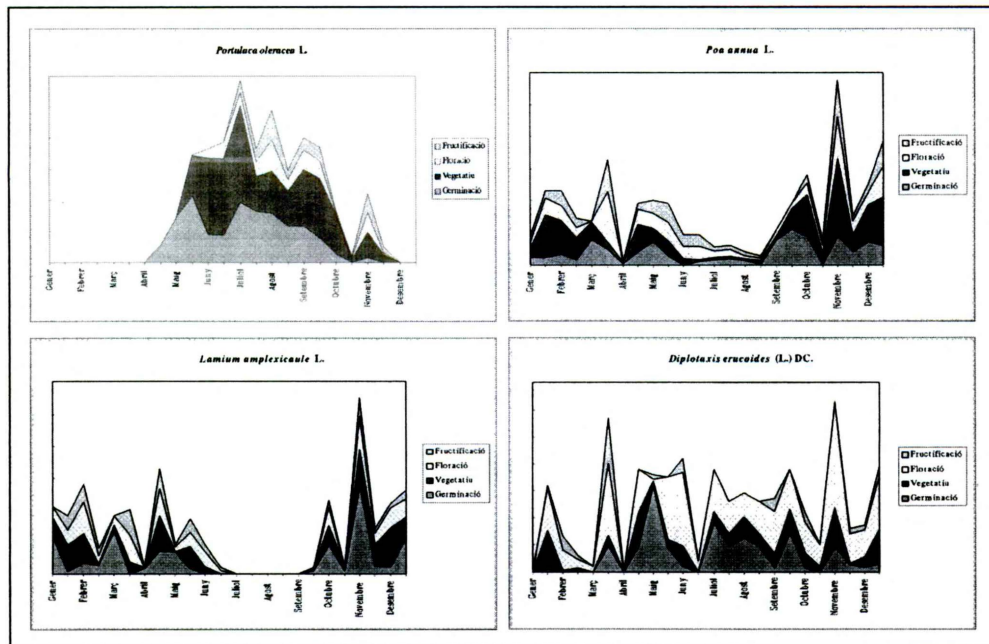 Portulaca oleracea L.
Fructificació
Floració
Vegetatiu
Germinació
Gener
Febrer
Març
Abril
Maig
Juny
Juliol
Agost
Setembre
Octubre
Novembre
Desembre
Poa annua L.
Fructificació
Floració
Vegetatiu
Germinació
Gener
Febrer
Març
Abril
Maig
Juny
Juliol
Agost
Setembre
Octubre
Novembre
Desembre
Lamium amplexicaule L.
Fructificació
Floració
Vegetatiu
Germinació
Gener
Febrer
Març
Abril
Maig
Juny
Juliol
Agost
Setembre
Octubre
Novembre
Desembre
Diplotaxis erucoides (L.) DC.
Fructificació
Floració
Vegetatiu
Germinació
Gener
Febrer
Març
Abril
Maig
Juny
Juliol
Agost
Setembre
Octubre
Novembre
Desembre